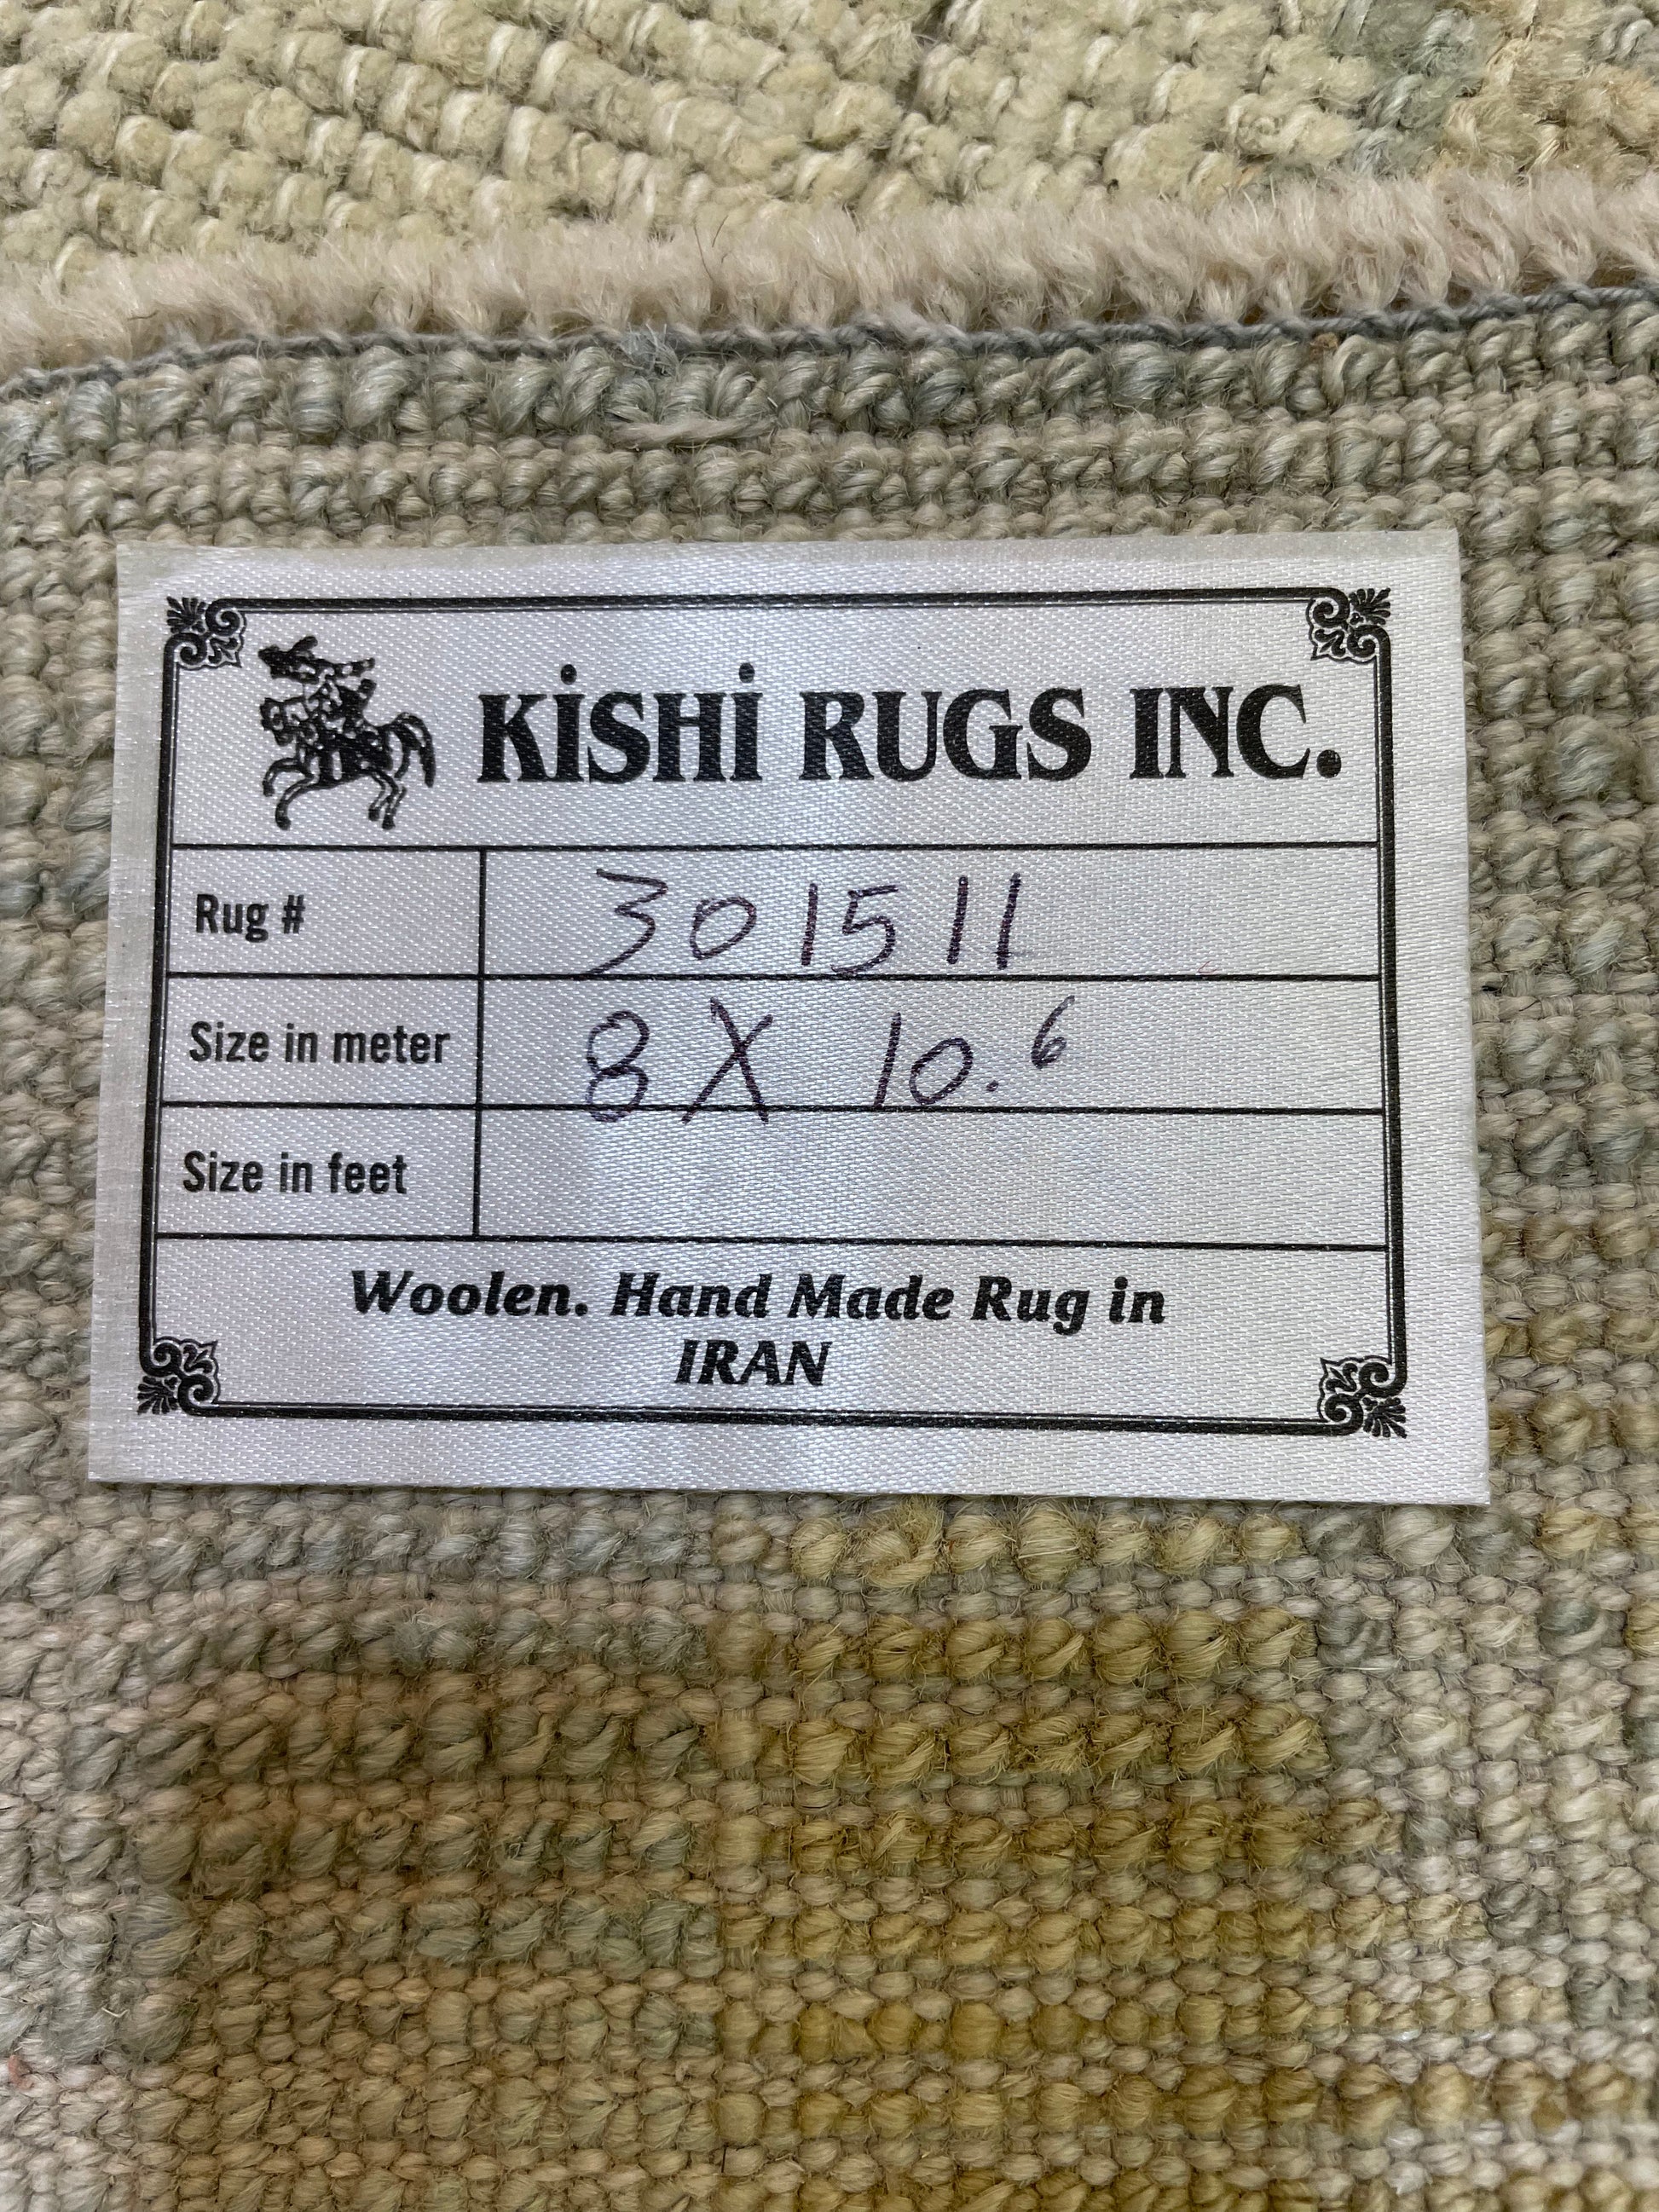 KiSHi RUGS INC.
Rug # 301511
Size in meter 8 X 10.6
Size in feet
Woolen. Hand Made Rug in
IRAN